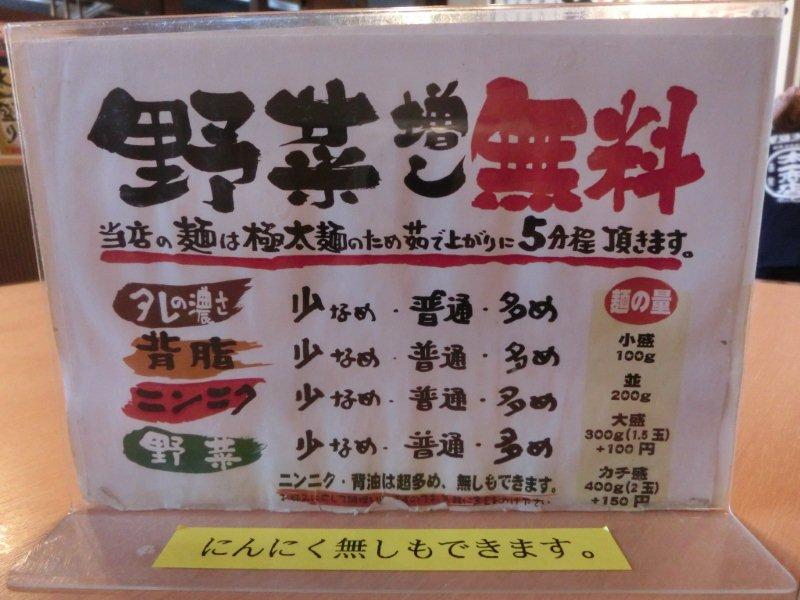 野菜増し無料
当店の麺は極太麺のため茹で上がりに5分程頂きます。
タレの濃さ 少なめ・普通・多め
背脂 少なめ・普通・多め
ニンニク 少なめ・普通・多め
野菜 少なめ・普通・多め
ニンニク・背油は超多め、無しもできます。
麺の量
小盛
100g
並
200g
大盛
300g(1.5玉)
+100円
カチ盛
400g(2玉)
+150円
にんにく無しもできます。